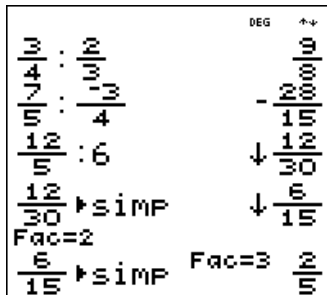 DEG ↑↓
3/4 : 2/3 9/8
7/5 : -3/4 -28/15
12/5 :6 ↓12/30
12/30 ▸simp ↓6/15
Fac=2
6/15 ▸simp Fac=3 2/5